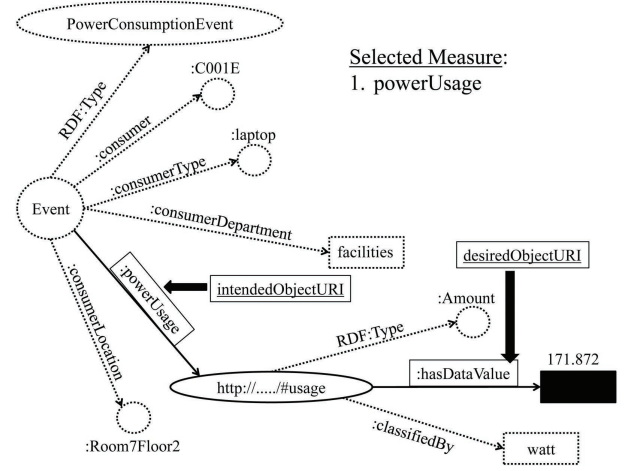 PowerConsumptionEvent
Selected Measure:
1. powerUsage
:C001E
RDF:Type
:consumer
:laptop
:consumerType
Event
:consumerDepartment
facilities
desiredObjectURI
:powerUsage
intendedObjectURI
:consumerLocation
:Amount
RDF:Type
171.872
http://...../#usage
:hasDataValue
:classifiedBy
:Room7Floor2
watt